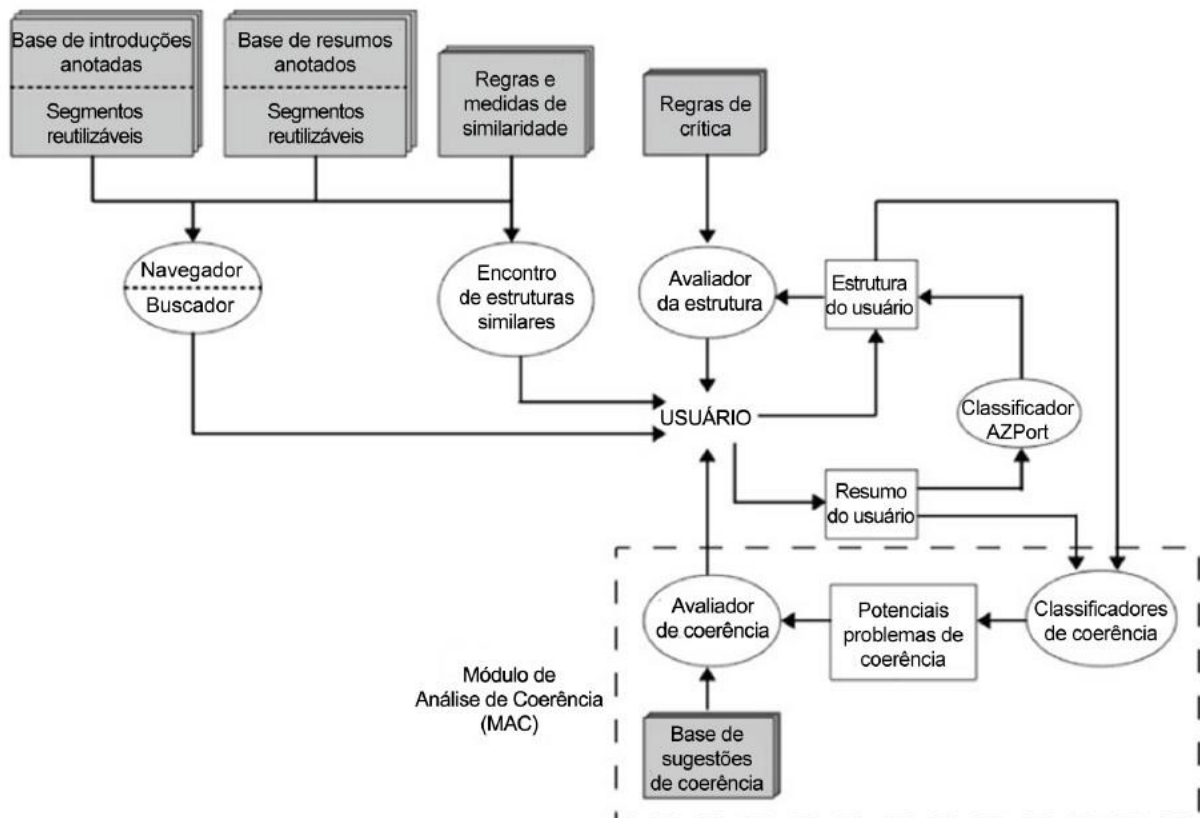 Base de introduções
anotadas
Segmentos
reutilizáveis
Base de resumos
anotados
Segmentos
reutilizáveis
Regras e
medidas de
similaridade
Regras de
crítica
Navegador
Buscador
Encontro
de estruturas
similares
Avaliador
da estrutura
Estrutura
do usuário
USUÁRIO
Classificador
AZPort
Resumo
do usuário
Avaliador
de coerência
Potenciais
problemas de
coerência
Classificadores
de coerência
Módulo de
Análise de Coerência
(MAC)
Base de
sugestões
de coerência